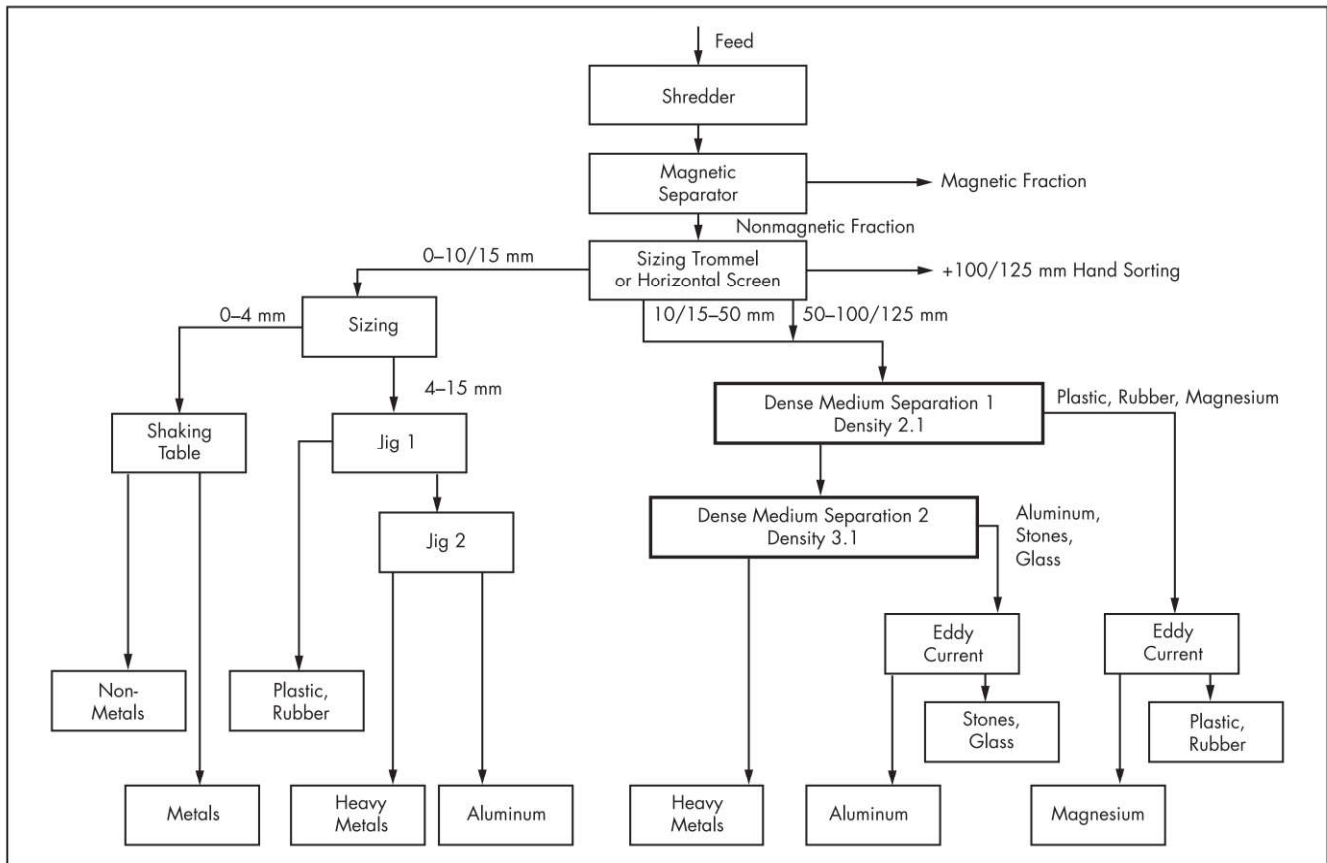 Feed
Shredder
Magnetic
Separator
Magnetic Fraction
Nonmagnetic Fraction
0–10/15 mm
Sizing Trommel
or Horizontal Screen
+100/125 mm Hand Sorting
0–4 mm
Sizing
10/15–50 mm
50–100/125 mm
4–15 mm
Dense Medium Separation 1
Density 2.1
Plastic, Rubber, Magnesium
Shaking
Table
Jig 1
Dense Medium Separation 2
Density 3.1
Aluminum,
Stones,
Glass
Jig 2
Eddy
Current
Eddy
Current
Non-
Metals
Plastic,
Rubber
Stones,
Glass
Plastic,
Rubber
Metals
Heavy
Metals
Aluminum
Heavy
Metals
Aluminum
Magnesium